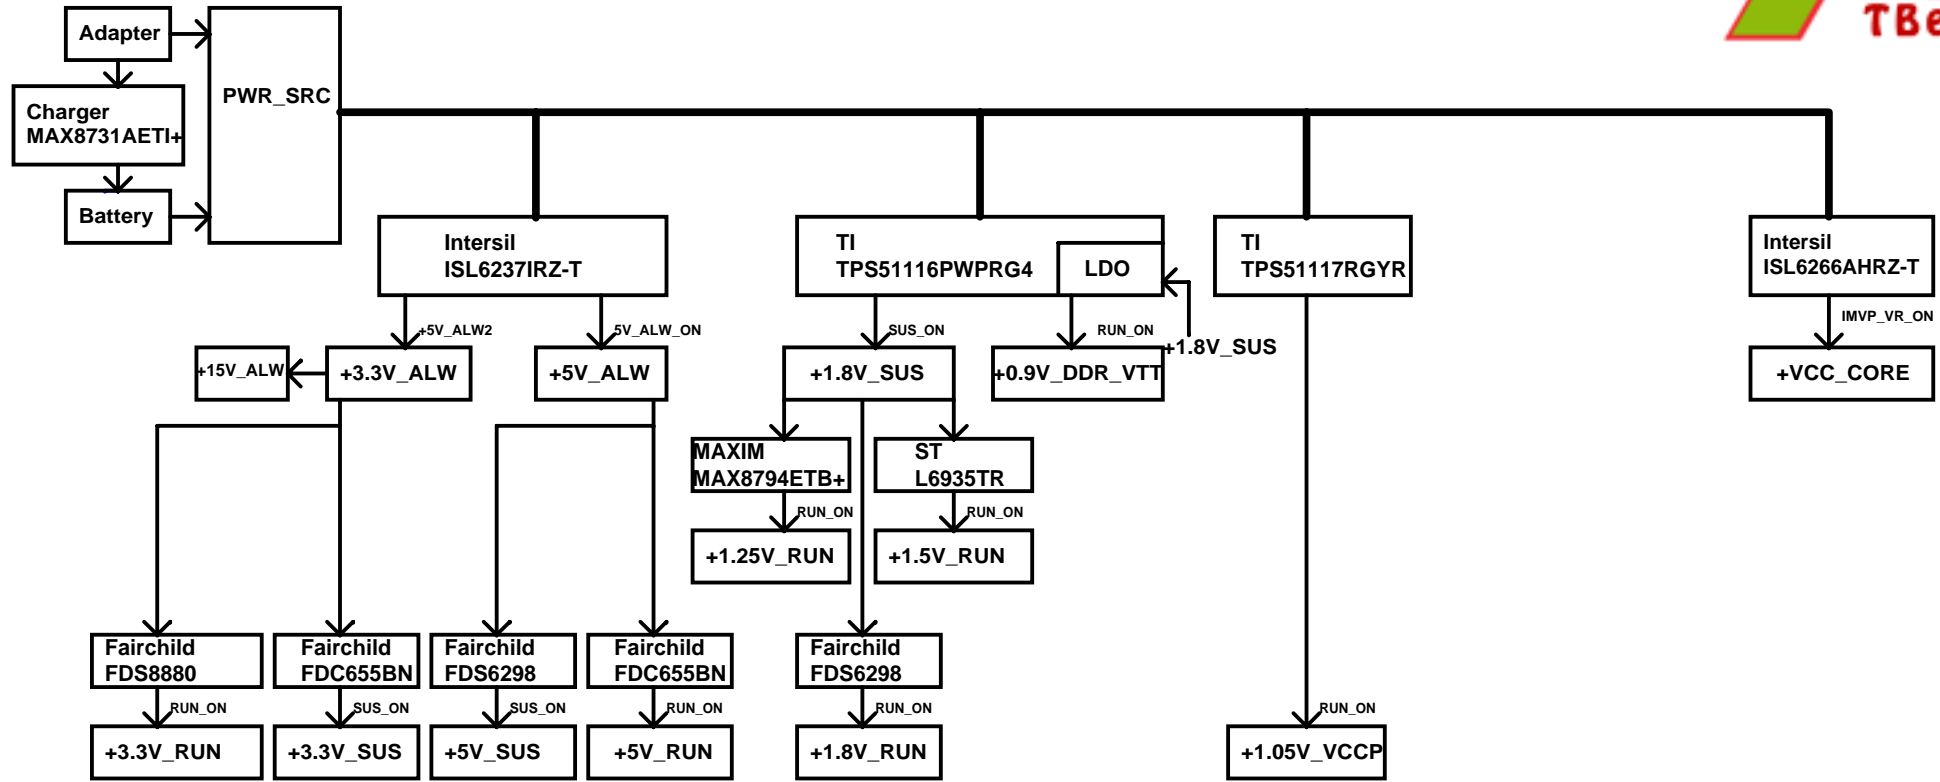 TBe
Adapter
PWR_SRC
Charger
MAX8731AETI+
Battery
Intersil
ISL6237IRZ-T
TI
TPS51116PWPRG4
LDO
TI
TPS51117RGYR
Intersil
ISL6266AHRZ-T
+5V_ALW2
5V_ALW_ON
SUS_ON
RUN_ON
+1.8V_SUS
IMVP_VR_ON
+15V_ALW
+3.3V_ALW
+5V_ALW
+1.8V_SUS
+0.9V_DDR_VTT
+VCC_CORE
MAXIM
MAX8794ETB+
ST
L6935TR
RUN_ON
RUN_ON
+1.25V_RUN
+1.5V_RUN
Fairchild
FDS8880
Fairchild
FDC655BN
Fairchild
FDS6298
Fairchild
FDC655BN
Fairchild
FDS6298
RUN_ON
SUS_ON
SUS_ON
RUN_ON
RUN_ON
RUN_ON
+3.3V_RUN
+3.3V_SUS
+5V_SUS
+5V_RUN
+1.8V_RUN
+1.05V_VCCP